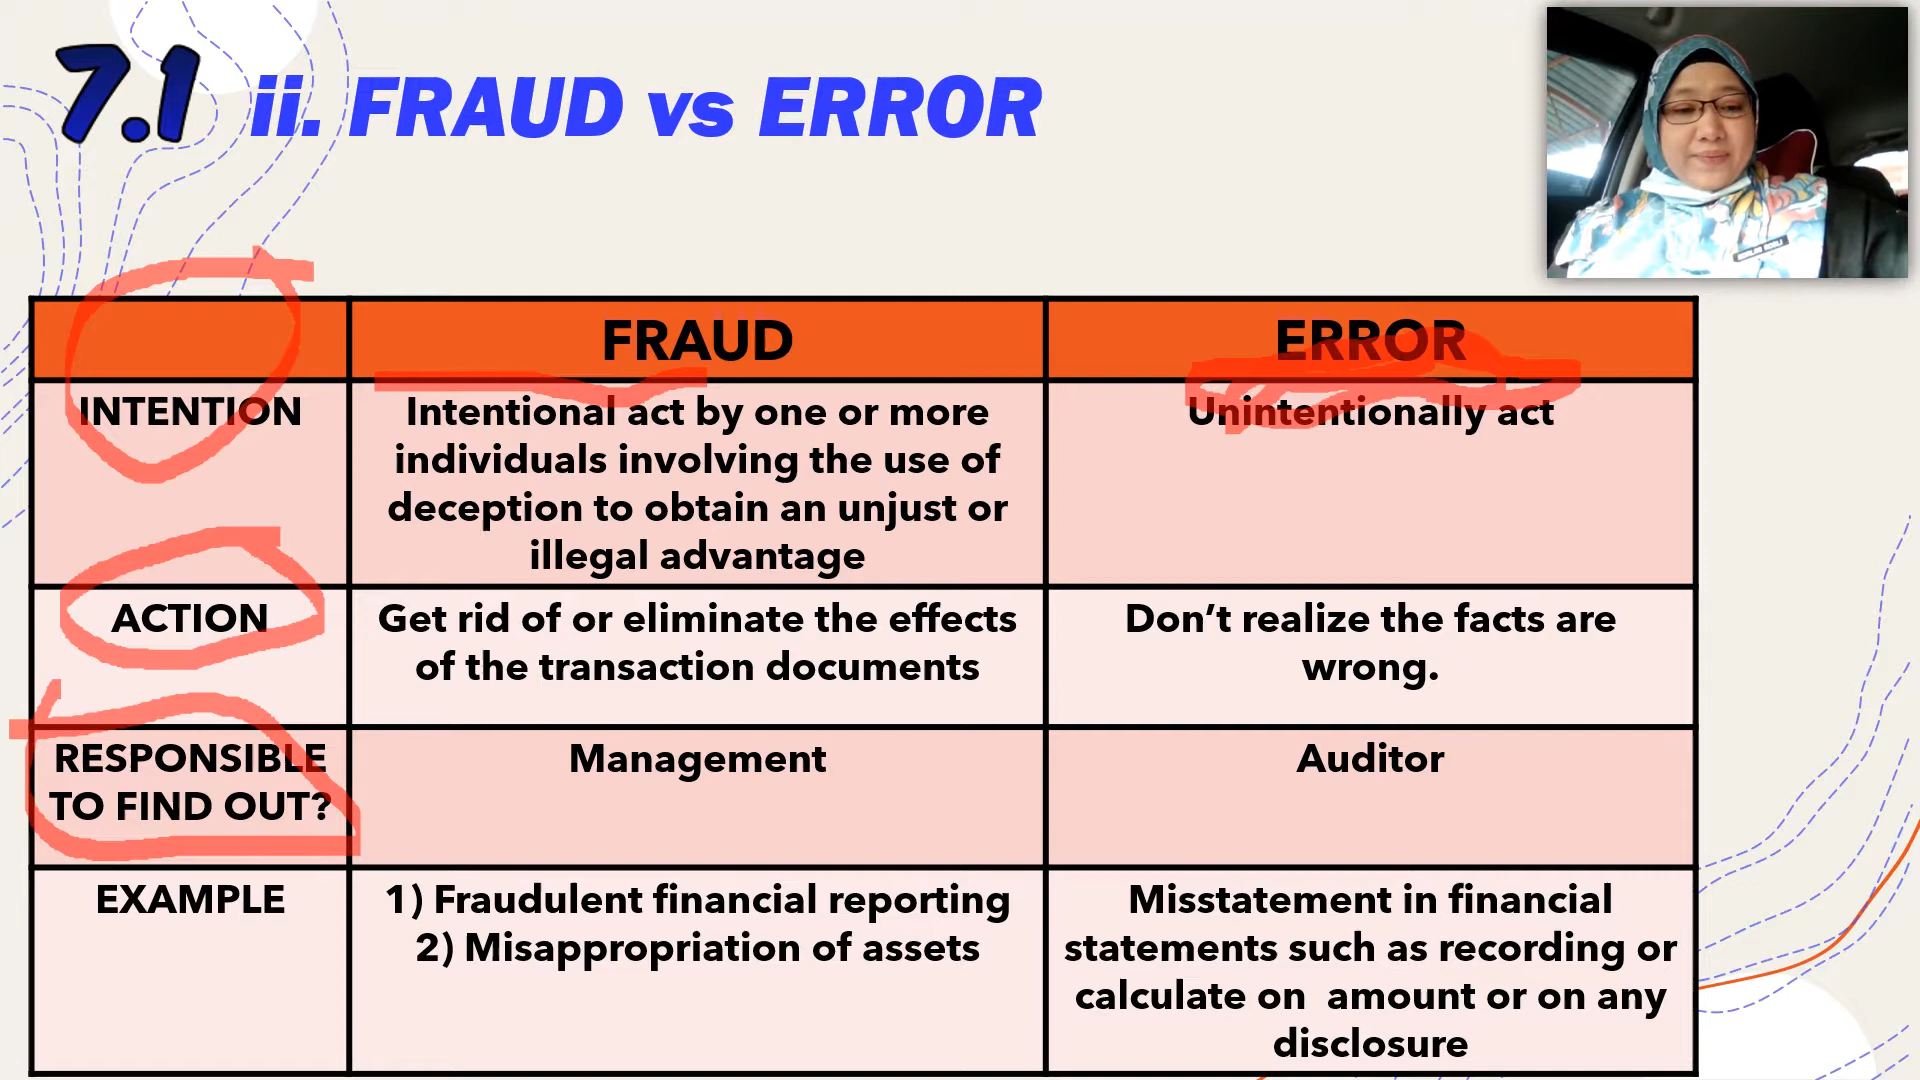 7.1 ii. FRAUD vs ERROR
FRAUD ERROR
INTENTION Intentional act by one or more Unintentionally act
individuals involving the use of
deception to obtain an unjust or
illegal advantage
ACTION Get rid of or eliminate the effects Don’t realize the facts are
of the transaction documents wrong.
RESPONSIBLE Management Auditor
TO FIND OUT?
EXAMPLE 1) Fraudulent financial reporting Misstatement in financial
2) Misappropriation of assets statements such as recording or
calculate on amount or on any
disclosure